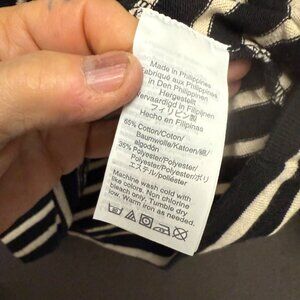 Made in Philippines
Fabriqué aux Philippines
in Den Philippinen
Hergestellt
Vervaardigd in Filipijnen
フィリピン製
Hecho en Filipinas
65% Cotton/Coton/
Baumwolle/Katoen/綿/
algodón
35% Polyester/Polyester/
Polyester/Polyester/ポリ
エステル/poliéster
Machine wash cold with
like colors. Non chlorine
bleach only. Tumble dry
low. Warm iron as needed.